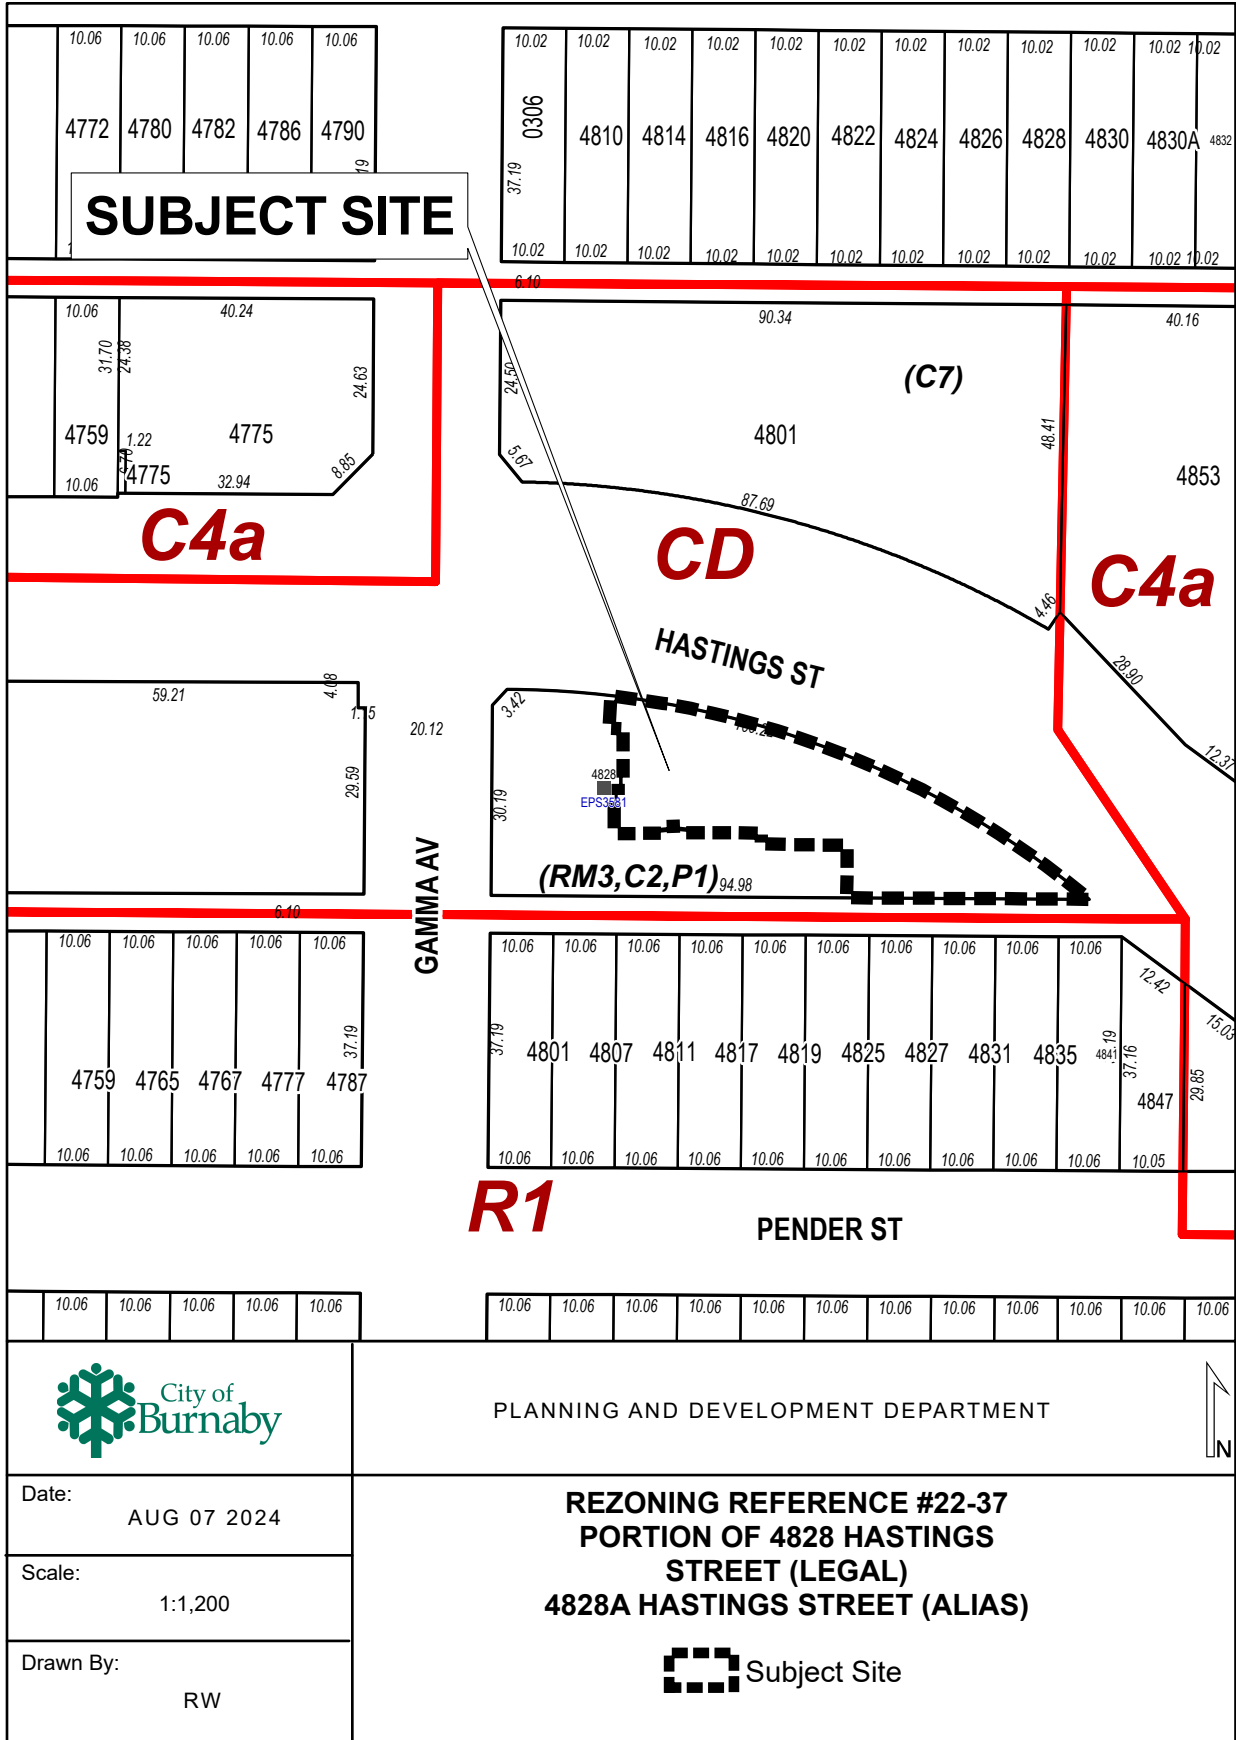 10.06 10.06 10.06 10.06 10.06
10.02 10.02 10.02 10.02 10.02 10.02 10.02 10.02 10.02 10.02 10.02 10.02
4772 4780 4782 4786 4790
0306 4810 4814 4816 4820 4822 4824 4826 4828 4830 4830A 4832
37.19
SUBJECT SITE
10.02 10.02 10.02 10.02 10.02 10.02 10.02 10.02 10.02 10.02 10.02 10.02
6.10
10.06 40.24
90.34 40.16
31.70 24.38 24.63 24.50
(C7)
4759 1.22 4775
4801 48.41
6.70 4775 8.85 5.67
4853
10.06 32.94
87.69
C4a
CD
C4a
4.46
HASTINGS ST
28.90
59.21 4.08
1.15
20.12
3.42
12.37
29.59
4828
EPS3581
30.19
(RM3,C2,P1) 94.98
GAMMA AV
6.10
10.06 10.06 10.06 10.06 10.06
10.06 10.06 10.06 10.06 10.06 10.06 10.06 10.06 10.06 10.06
12.42
15.03
37.19 37.19 37.16
4759 4765 4767 4777 4787
4801 4807 4811 4817 4819 4825 4827 4831 4835 4841
4847 29.85
10.06 10.06 10.06 10.06 10.06
10.06 10.06 10.06 10.06 10.06 10.06 10.06 10.06 10.06 10.06 10.05
R1
PENDER ST
10.06 10.06 10.06 10.06 10.06
10.06 10.06 10.06 10.06 10.06 10.06 10.06 10.06 10.06 10.06 10.06 10.06
City of
Burnaby
PLANNING AND DEVELOPMENT DEPARTMENT
N
Date:
AUG 07 2024
Scale:
1:1,200
Drawn By:
RW
REZONING REFERENCE #22-37
PORTION OF 4828 HASTINGS
STREET (LEGAL)
4828A HASTINGS STREET (ALIAS)
Subject Site